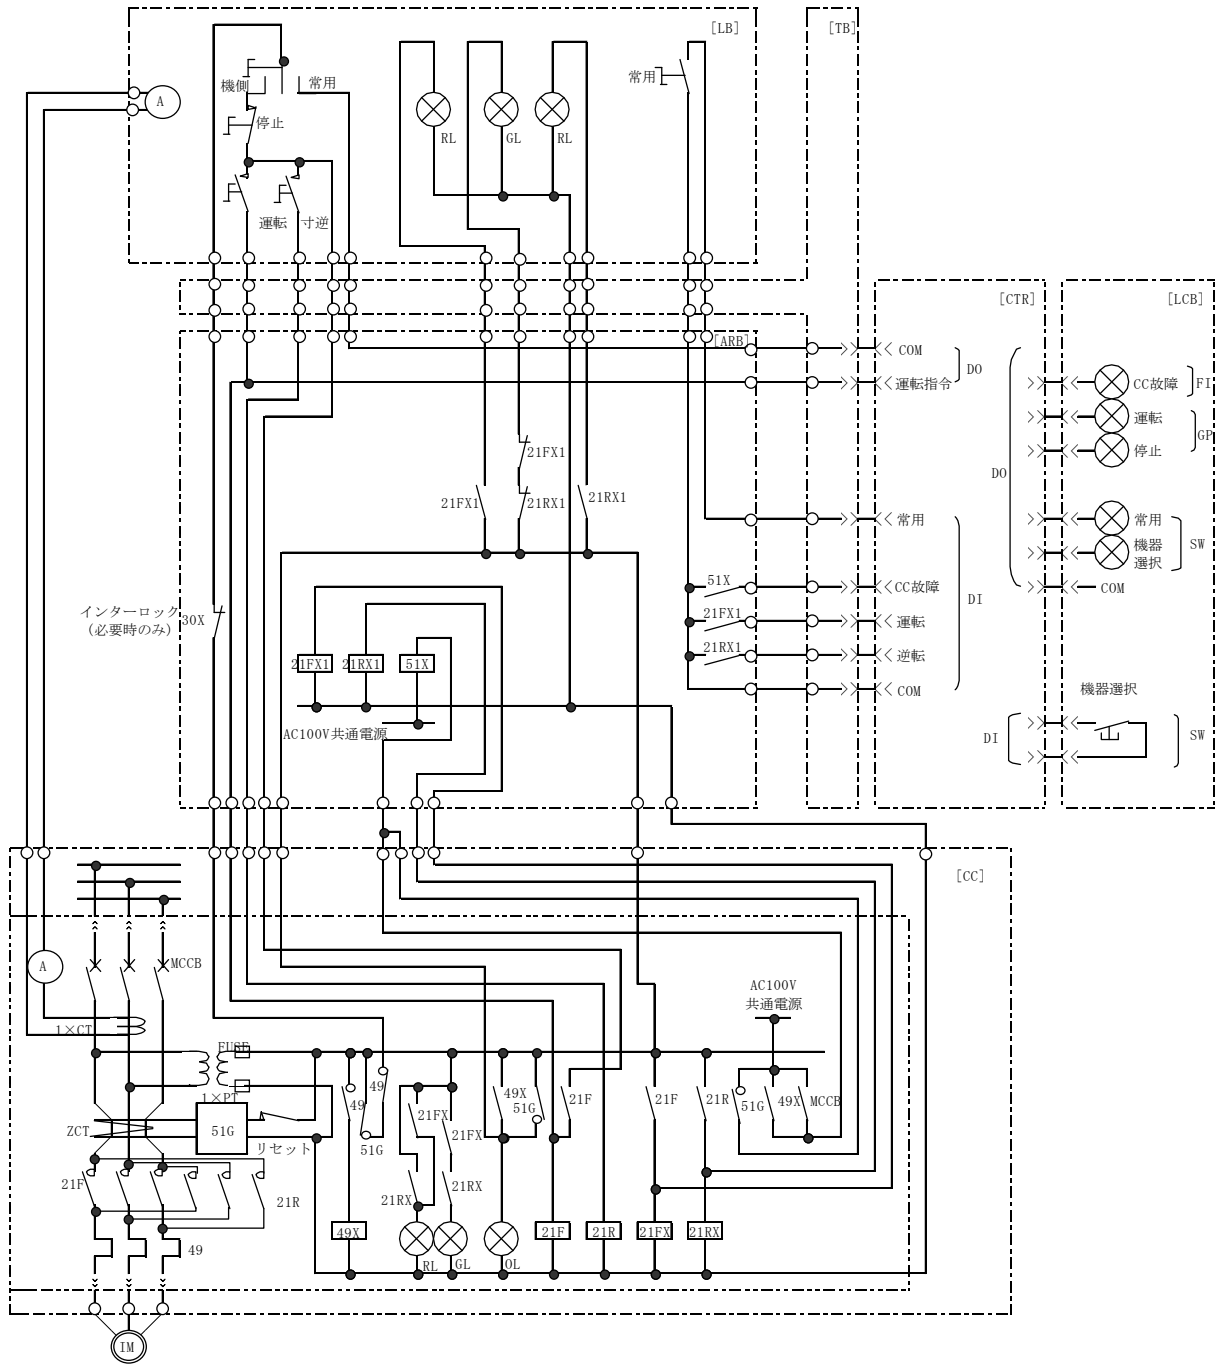 [LB]
[TB]
A
機側
常用
停止
常用
RL
GL
RL
運転
寸逆
[CTR]
[LCB]
[ARB]
COM
DO
運転指令
CC故障
FI
運転
GP
停止
DO
21FX1
21FX1
21RX1
21RX1
常用
常用
機器
選択
SW
51X
CC故障
DI
COM
インターロック
(必要時のみ)
30X
21FX1
運転
21RX1
逆転
21FX1
21RX1
51X
COM
機器選択
AC100V共通電源
DI
SW
[CC]
A
MCCB
AC100V
共通電源
1×CT
FUSE
1×PT
49
49
49X
51G
21F
21F
21R
51G
49X
MCCB
21FX
21FX
ZCT
51G
リセット
51G
21F
21R
21RX
21RX
49X
21F
21R
21FX
21RX
49
RL
GL
OL
IM